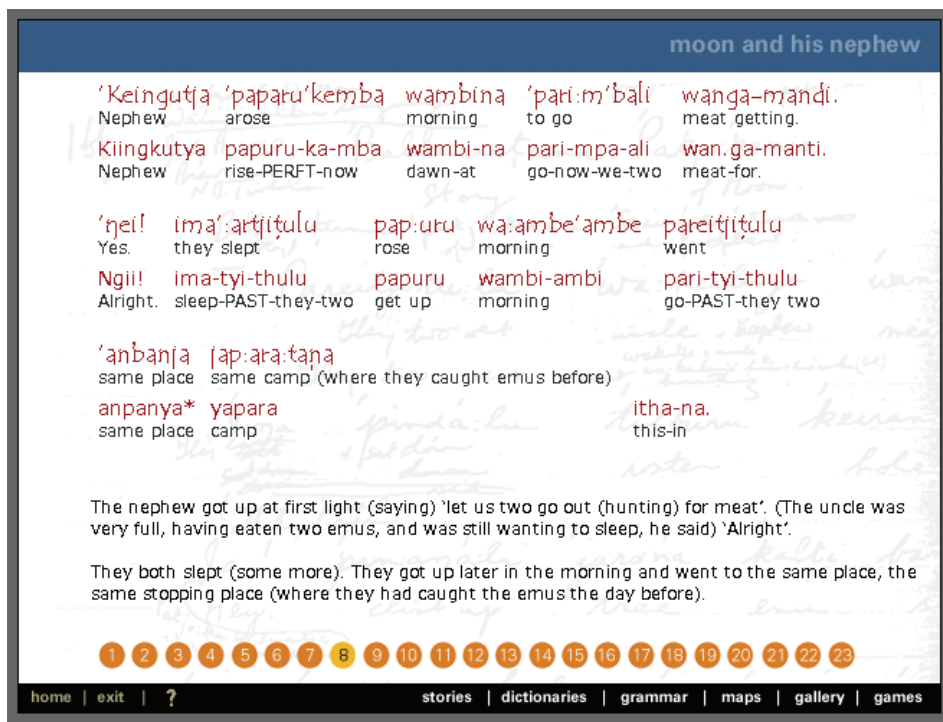 moon and his nephew
'Keingutja 'paparu'kemba wambina 'pari:m'bali wanga–mandi.
Nephew arose morning to go meat getting.
Kiingkutya papuru-ka-mba wambi-na pari-mpa-ali wan.ga-manti.
Nephew rise-PERFT-now dawn-at go-now-we-two meat-for.
'ŋei! ima':artjiṭulu pap:uru wa:ambe'ambe pareitjiṭulu
Yes. they slept rose morning went
Ngii! ima-tyi-thulu papuru wambi-ambi pari-tyi-thulu
Alright. sleep-PAST-they-two get up morning go-PAST-they two
'anbanja jap:ara:taṇa
same place same camp (where they caught emus before)
anpanya* yapara itha-na.
same place camp this-in
The nephew got up at first light (saying) ‘let us two go out (hunting) for meat’. (The uncle was
very full, having eaten two emus, and was still wanting to sleep, he said) ‘Alright’.
They both slept (some more). They got up later in the morning and went to the same place, the
same stopping place (where they had caught the emus the day before).
1 2 3 4 5 6 7 8 9 10 11 12 13 14 15 16 17 18 19 20 21 22 23
home | exit | ? stories | dictionaries | grammar | maps | gallery | games